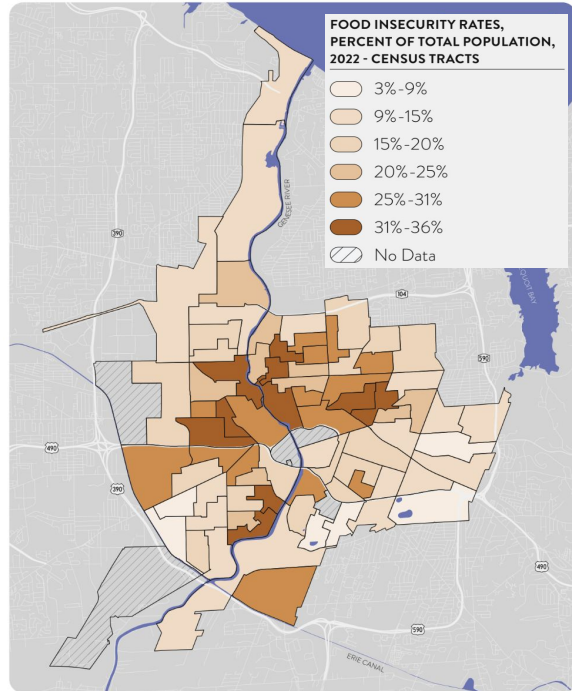 FOOD INSECURITY RATES,
PERCENT OF TOTAL POPULATION,
2022 - CENSUS TRACTS
3%-9%
9%-15%
15%-20%
20%-25%
25%-31%
31%-36%
No Data
GENESEE RIVER
390
104
BAY
590
490
390
490
590
ERIE CANAL